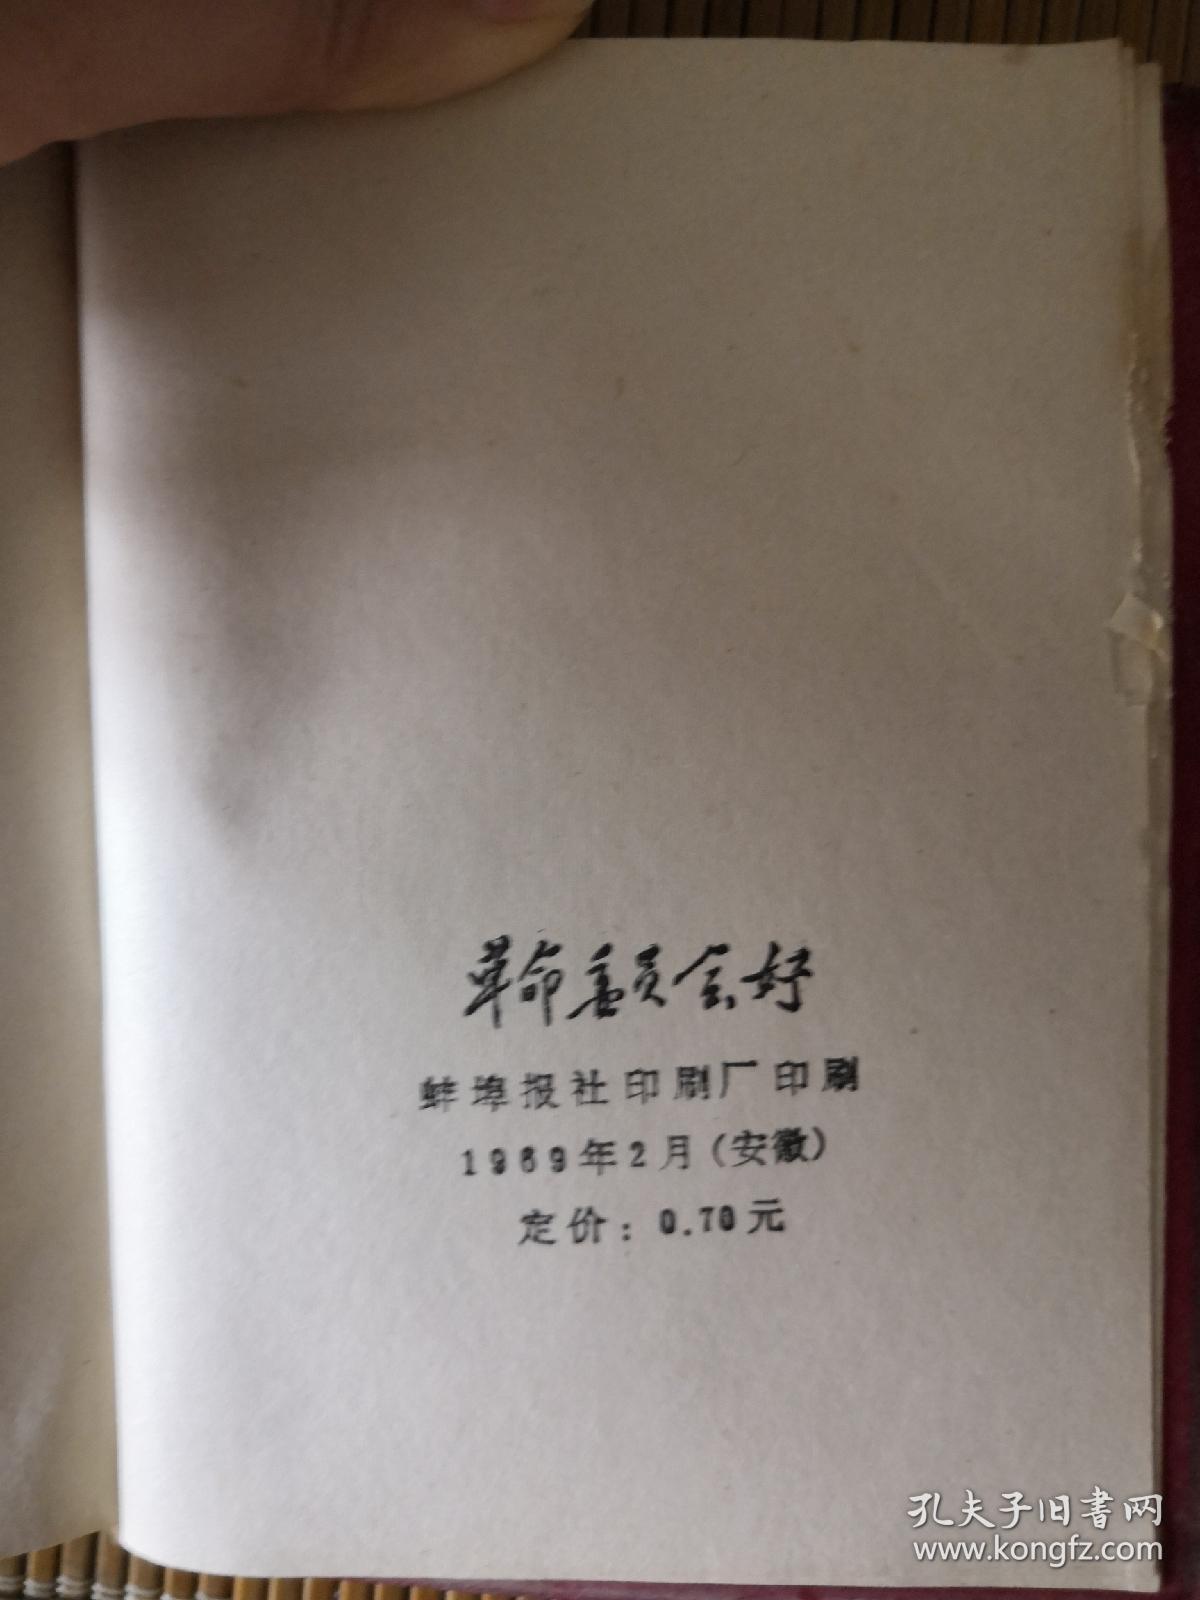 革命委员会好
蚌埠报社印刷厂印刷
1969年2月(安徽)
定价：0.70元
孔夫子旧书网
www.kongfz.com